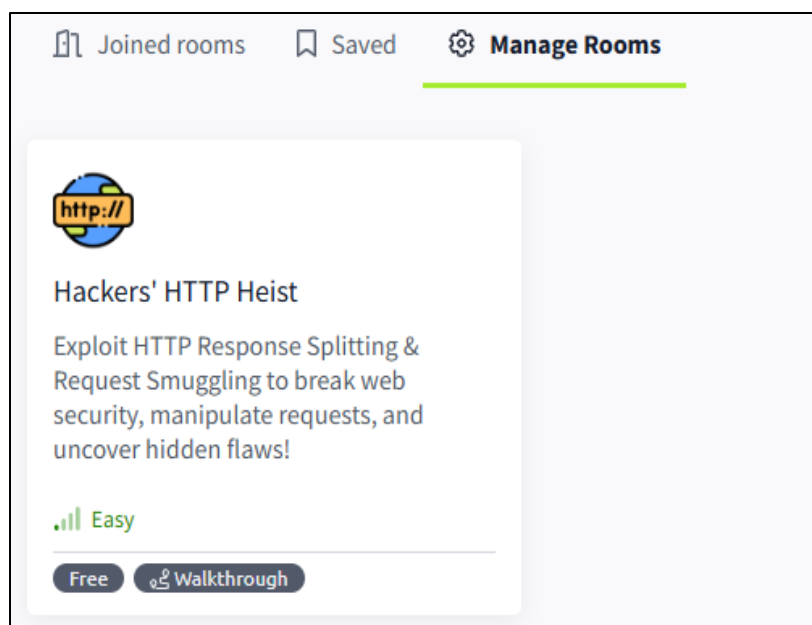 Joined rooms Saved Manage Rooms
http://
Hackers' HTTP Heist
Exploit HTTP Response Splitting &
Request Smuggling to break web
security, manipulate requests, and
uncover hidden flaws!
Easy
Free Walkthrough